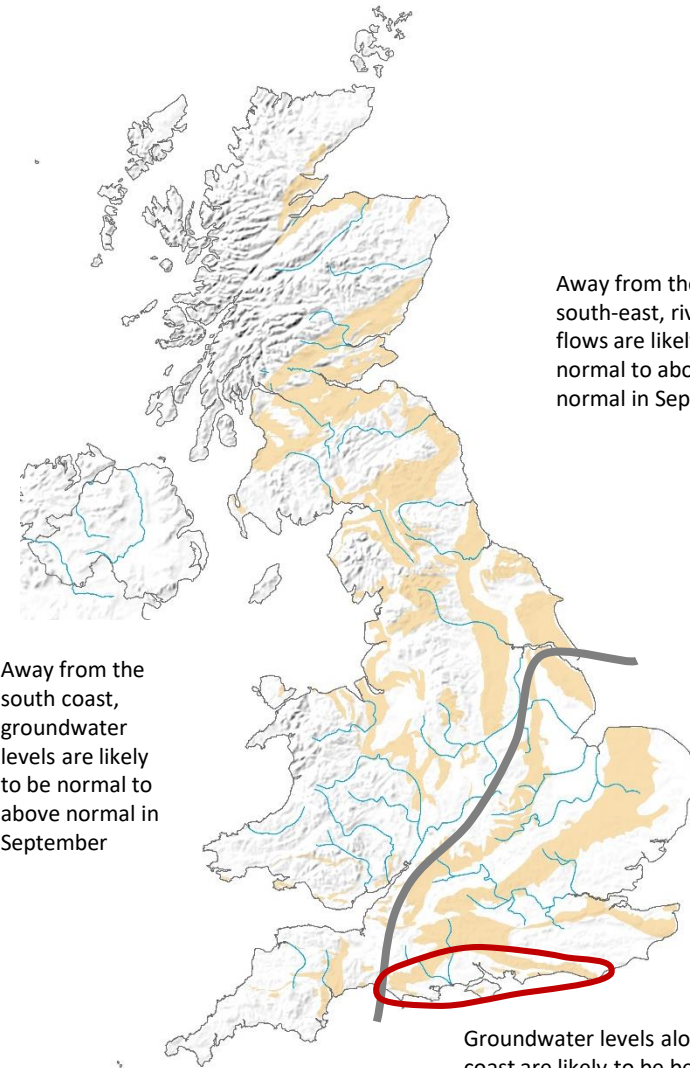 Away from the
south-east, riv
flows are likel
normal to abo
normal in Sep
Away from the
south coast,
groundwater
levels are likely
to be normal to
above normal in
September
Groundwater levels alo
coast are likely to be be